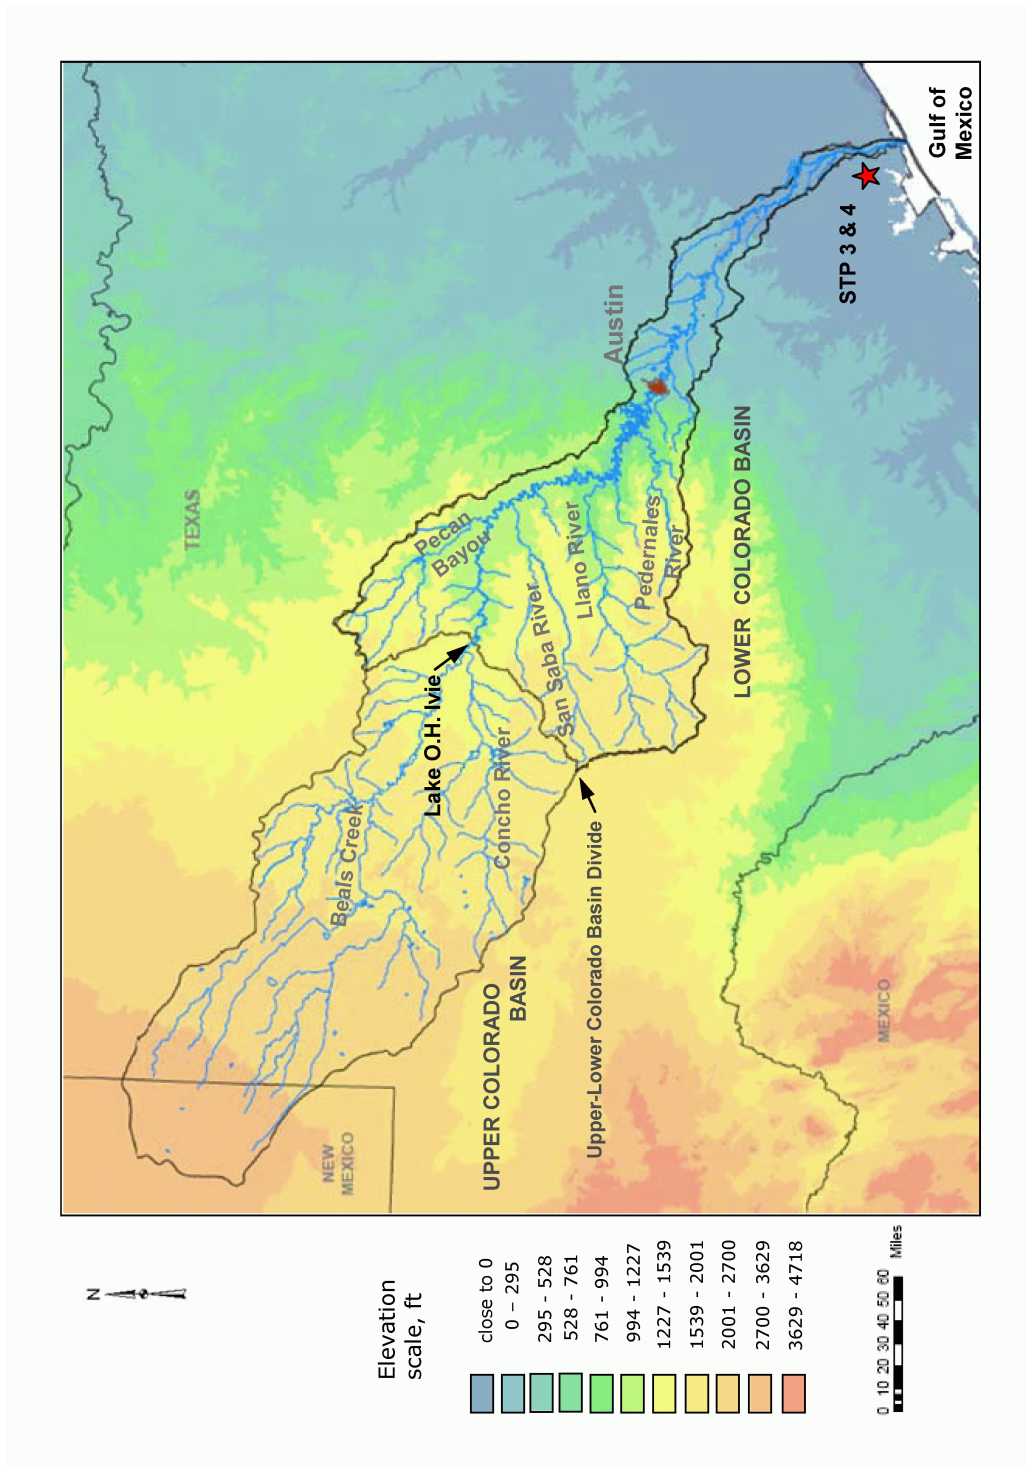 N
Elevation
scale, ft
close to 0
0 – 295
295 - 528
528 - 761
761 - 994
994 - 1227
1227 - 1539
1539 - 2001
2001 - 2700
2700 - 3629
3629 - 4718
0 10 20 30 40 50 60 Miles
TEXAS
NEW
MEXICO
MEXICO
Pecan
Bayou
Beals Creek
Lake O.H. Ivie
Concho River
San Saba River
Llano River
Pedernales
River
Austin
UPPER COLORADO
BASIN
Upper-Lower Colorado Basin Divide
LOWER COLORADO BASIN
STP 3 & 4
Gulf of
Mexico